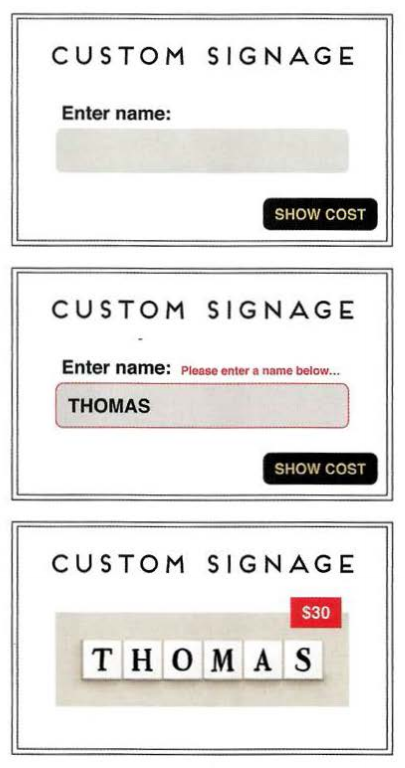 CUSTOM SIGNAGE
Enter name:
SHOW COST
CUSTOM SIGNAGE
Enter name: Please enter a name below...
THOMAS
SHOW COST
CUSTOM SIGNAGE
$30
THOMAS